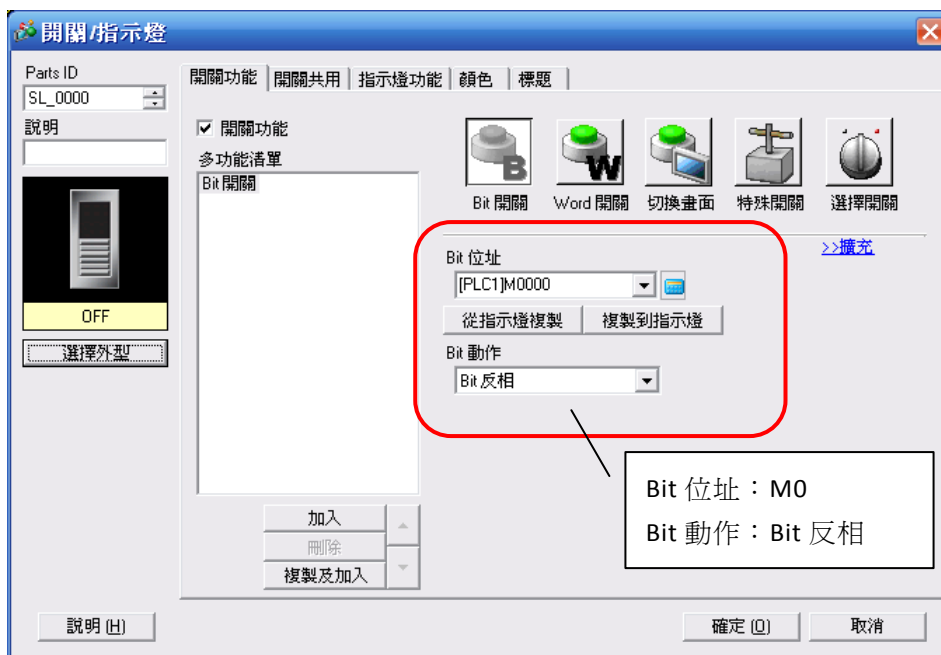 開關/指示燈
Parts ID
SL_0000
說明
OFF
選擇外型
開關功能
開關共用
指示燈功能
顏色
標題
開關功能
多功能清單
Bit 開關
加入
刪除
複製及加入
B
W
Bit 開關
Word 開關
切換畫面
特殊開關
選擇開關
>>擴充
Bit 位址
[PLC1]M0000
從指示燈複製
複製到指示燈
Bit 動作
Bit 反相
Bit 位址：M0
Bit 動作：Bit 反相
說明 (H)
確定 (O)
取消